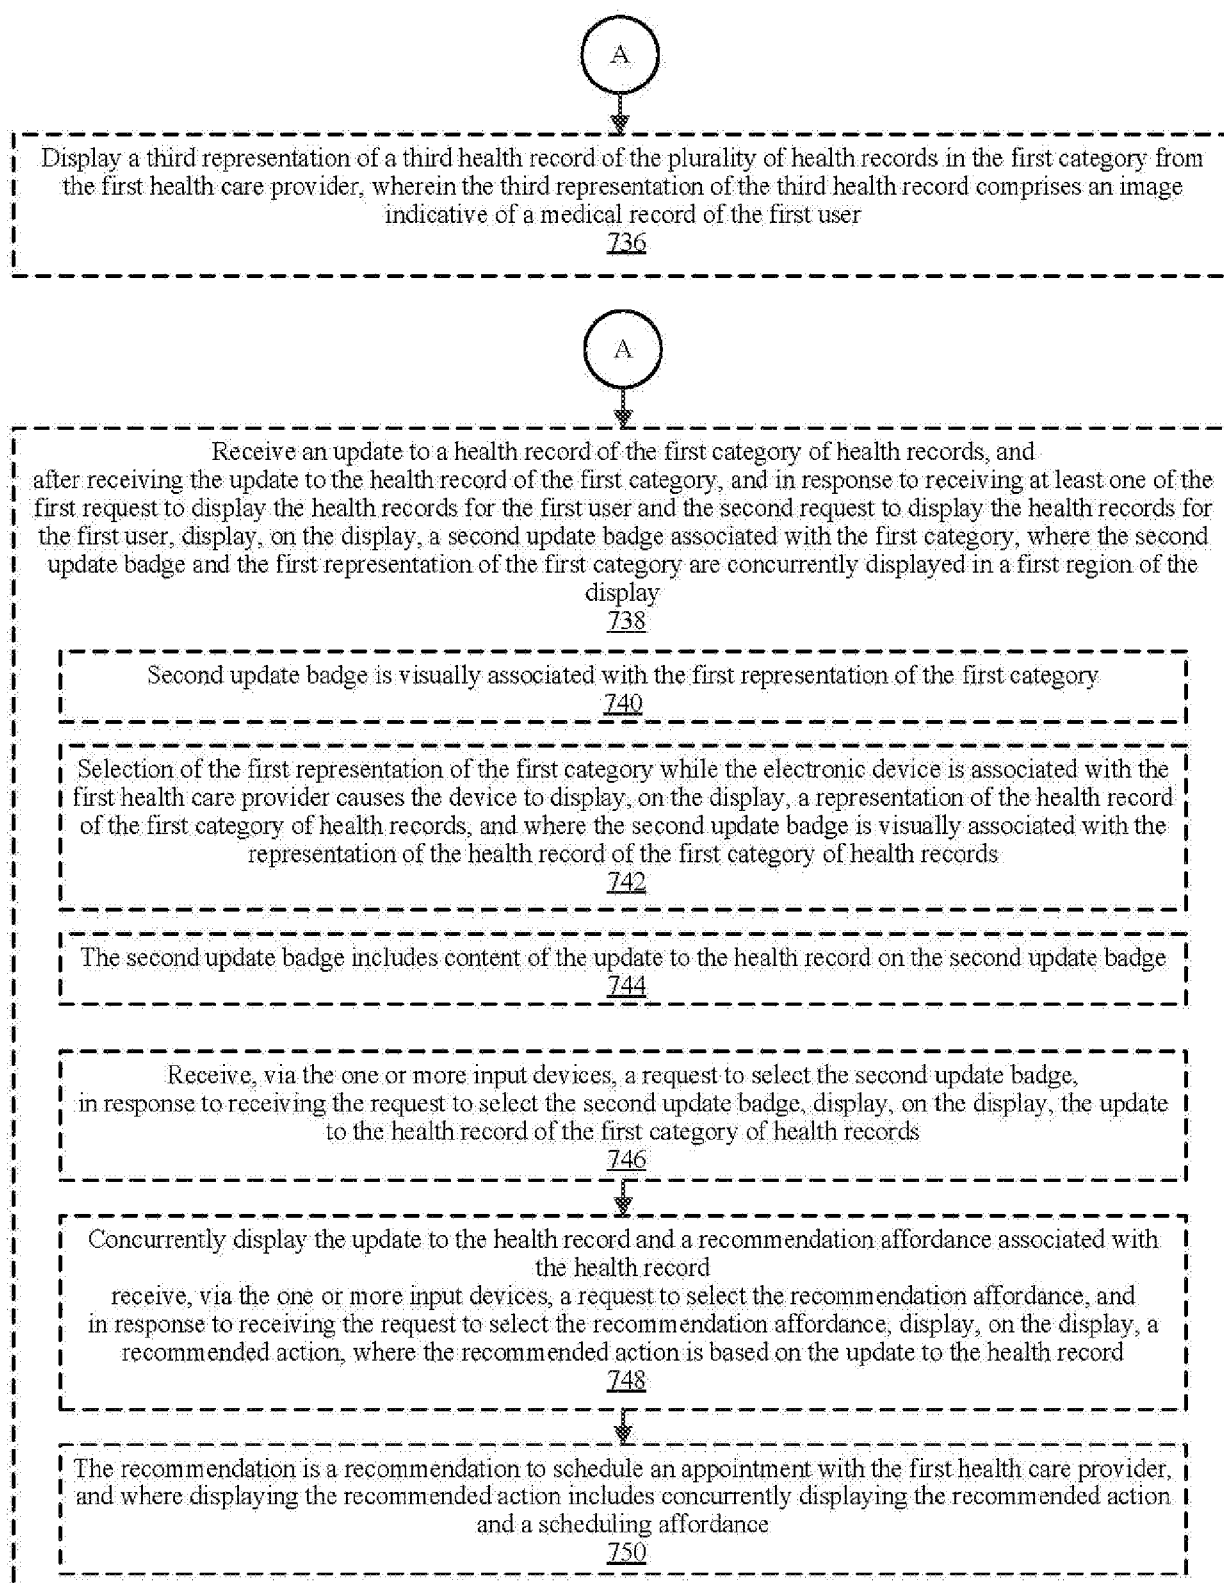 A
Display a third representation of a third health record of the plurality of health records in the first category from
the first health care provider, wherein the third representation of the third health record comprises an image
indicative of a medical record of the first user
736
A
Receive an update to a health record of the first category of health records, and
after receiving the update to the health record of the first category, and in response to receiving at least one of the
first request to display the health records for the first user and the second request to display the health records for
the first user, display, on the display, a second update badge associated with the first category, where the second
update badge and the first representation of the first category are concurrently displayed in a first region of the
display
738
Second update badge is visually associated with the first representation of the first category
740
Selection of the first representation of the first category while the electronic device is associated with the
first health care provider causes the device to display, on the display, a representation of the health record
of the first category of health records, and where the second update badge is visually associated with the
representation of the health record of the first category of health records
742
The second update badge includes content of the update to the health record on the second update badge
744
Receive, via the one or more input devices, a request to select the second update badge,
in response to receiving the request to select the second update badge, display, on the display, the update
to the health record of the first category of health records
746
Concurrently display the update to the health record and a recommendation affordance associated with
the health record
receive, via the one or more input devices, a request to select the recommendation affordance, and
in response to receiving the request to select the recommendation affordance, display, on the display, a
recommended action, where the recommended action is based on the update to the health record
748
The recommendation is a recommendation to schedule an appointment with the first health care provider,
and where displaying the recommended action includes concurrently displaying the recommended action
and a scheduling affordance
750